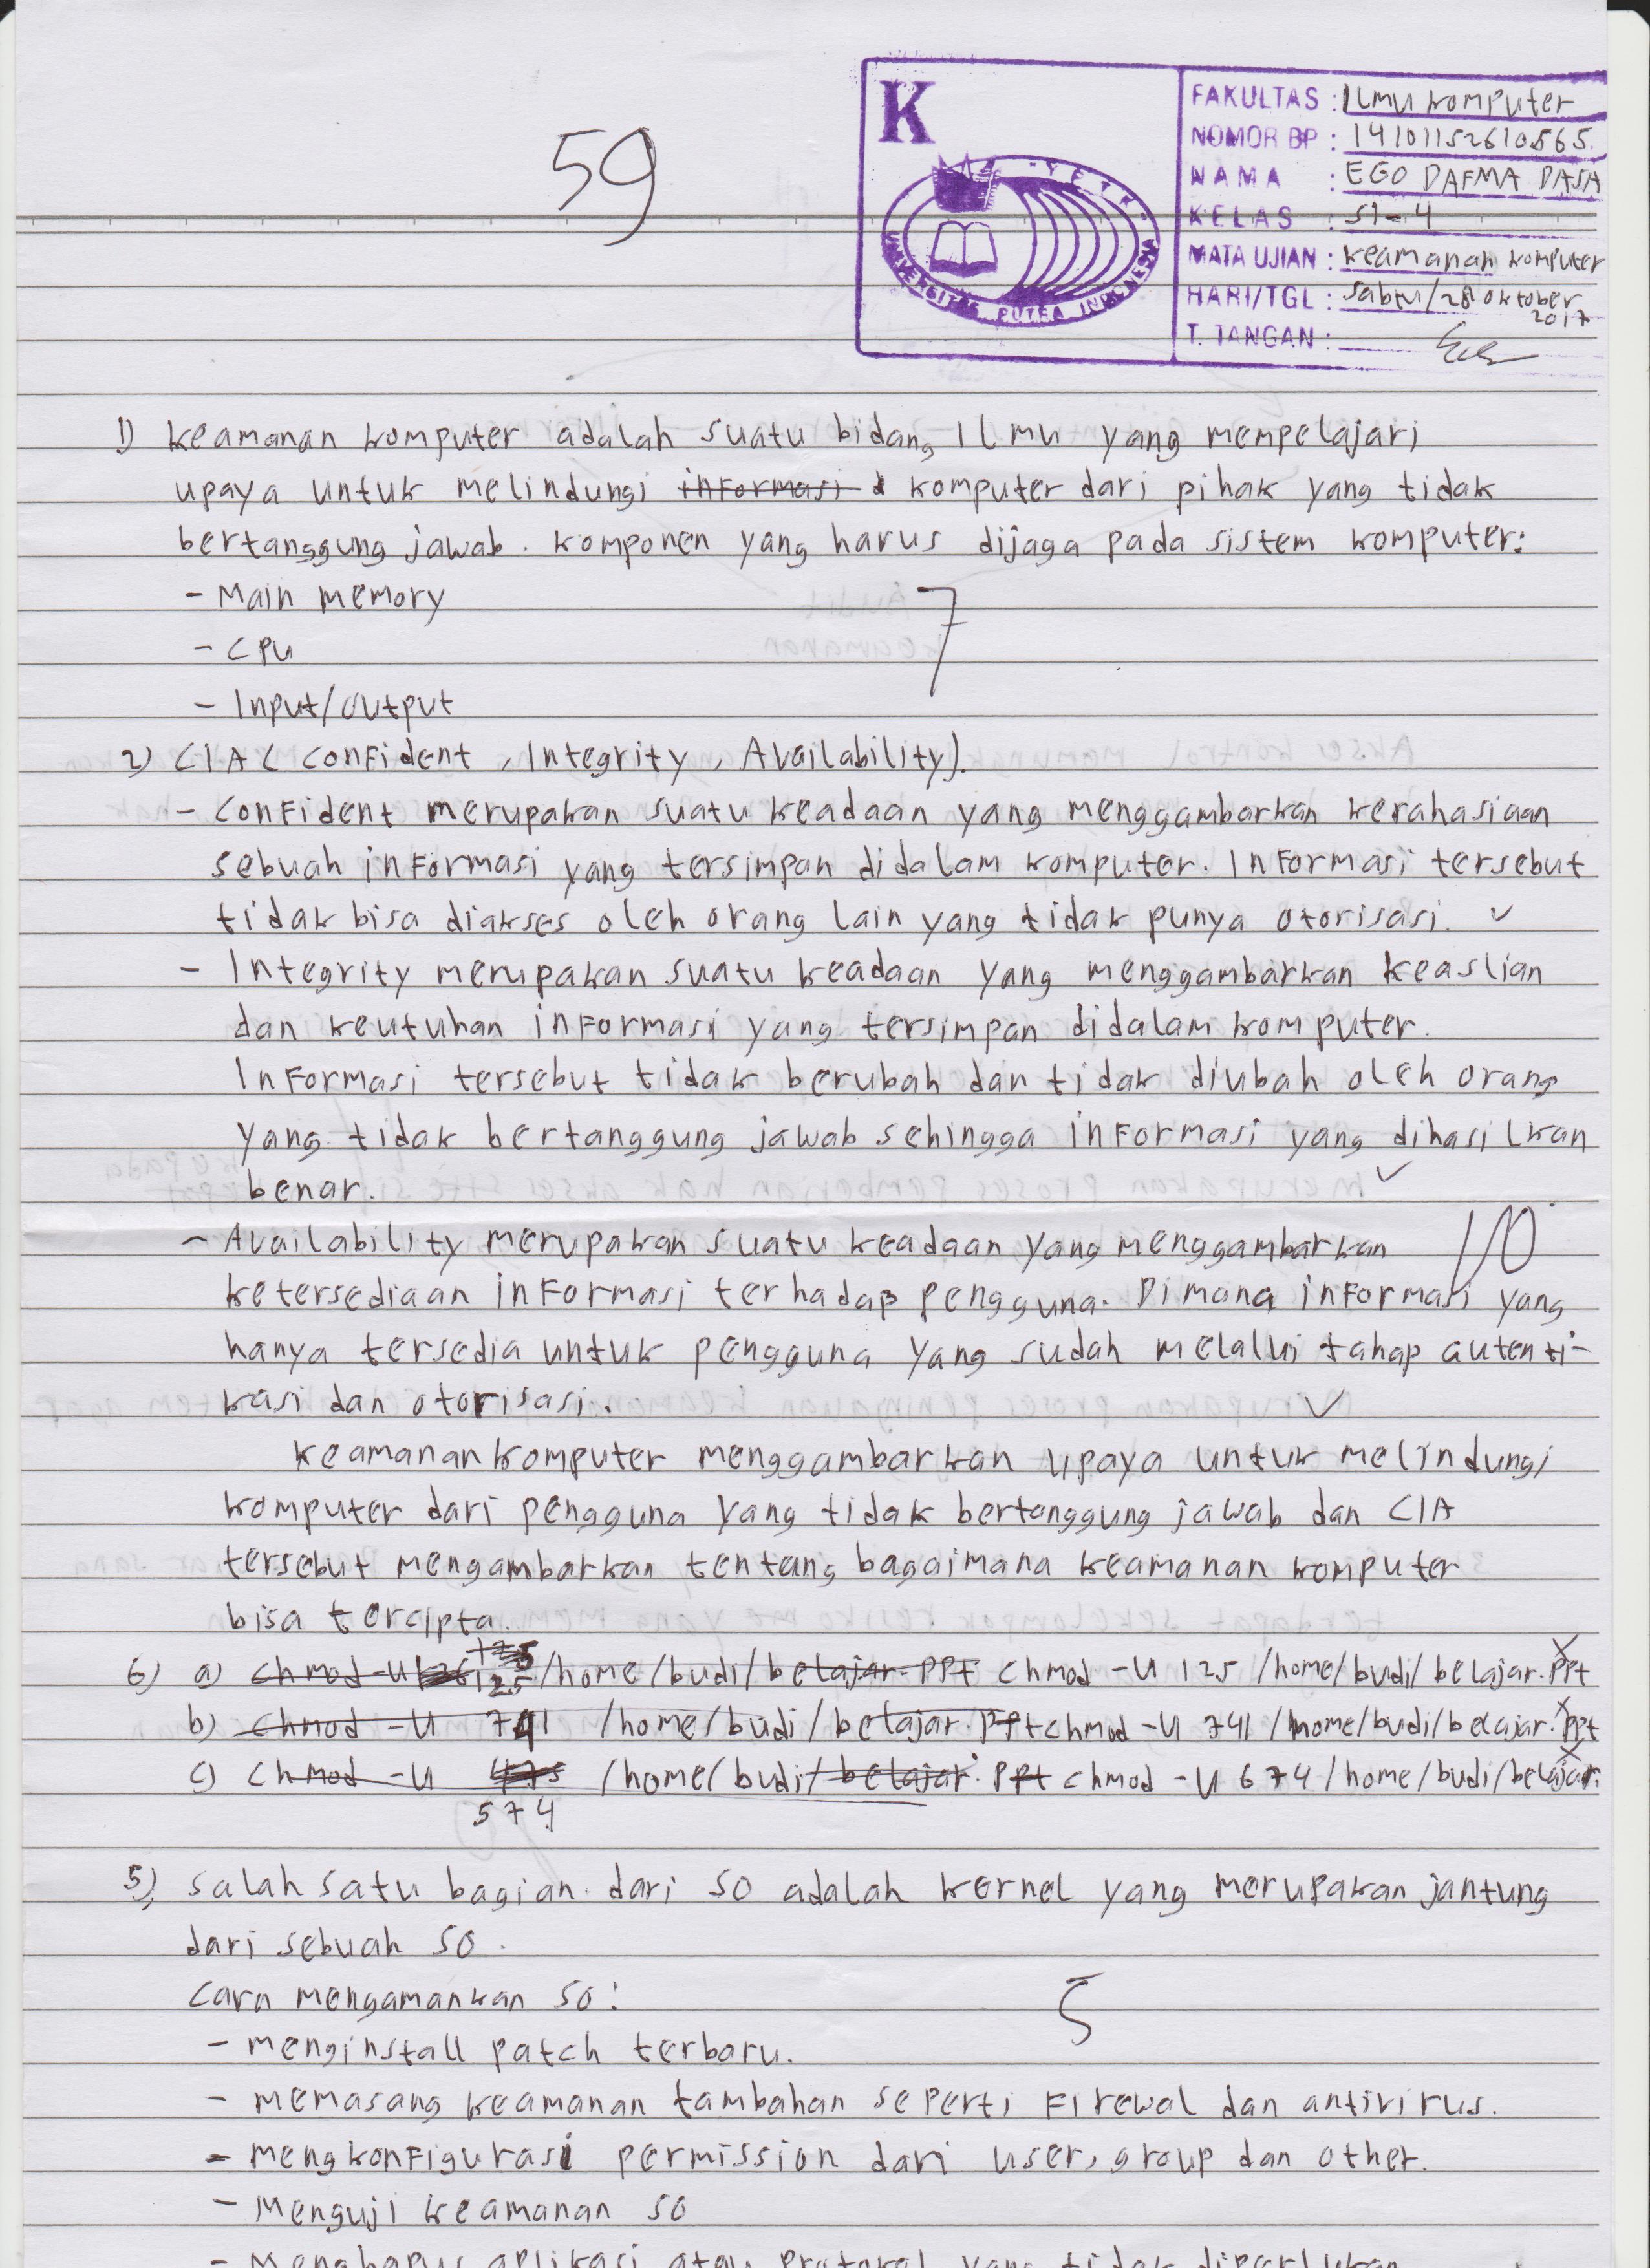 59
K
YPTK
UNIVERSITAS PUTRA INDONESIA
FAKULTAS : Ilmu komputer
NOMOR BP : 14101152610565
NAMA : EGO DAFMA DASA
KELAS : SI-4
MATA UJIAN : keamanan komputer
HARI/TGL : Sabtu/28 Oktober 2017
T. TANGAN :
1) keamanan komputer adalah suatu bidang Ilmu yang mempelajari
upaya untuk melindungi informasi komputer dari pihak yang tidak
bertanggung jawab. komponen yang harus dijaga pada sistem komputer:
- Main memory
7
- CPU
- Input/output
2) CIA ( Confident, Integrity, Availability).
- Confident merupakan suatu keadaan yang menggambarkan kerahasiaan
sebuah informasi yang tersimpan didalam komputer. Informasi tersebut
tidak bisa diakses oleh orang lain yang tidak punya otorisasi.
- Integrity merupakan suatu keadaan yang menggambarkan keaslian
dan keutuhan informasi yang tersimpan didalam komputer.
Informasi tersebut tidak berubah dan tidak diubah oleh orang
yang tidak bertanggung jawab sehingga informasi yang dihasilkan
benar.
- Availability merupakan suatu keadaan yang menggambarkan
10
ketersediaan informasi terhadap pengguna. Dimana informasi yang
hanya tersedia untuk pengguna yang sudah melalui tahap autenti-
kasi dan otorisasi.
keamanan komputer menggambarkan upaya untuk melindungi
komputer dari pengguna yang tidak bertanggung jawab dan CIA
tersebut mengambarkan tentang bagaimana keamanan komputer
bisa tercipta.
6) a) chmod -U 125 /home/budi/belajar.ppt chmod -U 125 /home/budi/belajar.ppt
b) chmod -U 741 /home/budi/belajar.ppt chmod -U 741 /home/budi/belajar.ppt
c) chmod -U 475 /home/budi/belajar.ppt chmod -U 674 /home/budi/belajar.
574
5) salah satu bagian dari SO adalah kernel yang merupakan jantung
dari sebuah SO.
Cara mengamankan SO:
5
- menginstall patch terbaru.
- memasang keamanan tambahan seperti Firewal dan antivirus.
- mengkonfigurasi permission dari user, group dan other.
- Menguji keamanan SO
- Menghapus aplikasi atau protokol yang tidak diperlukan